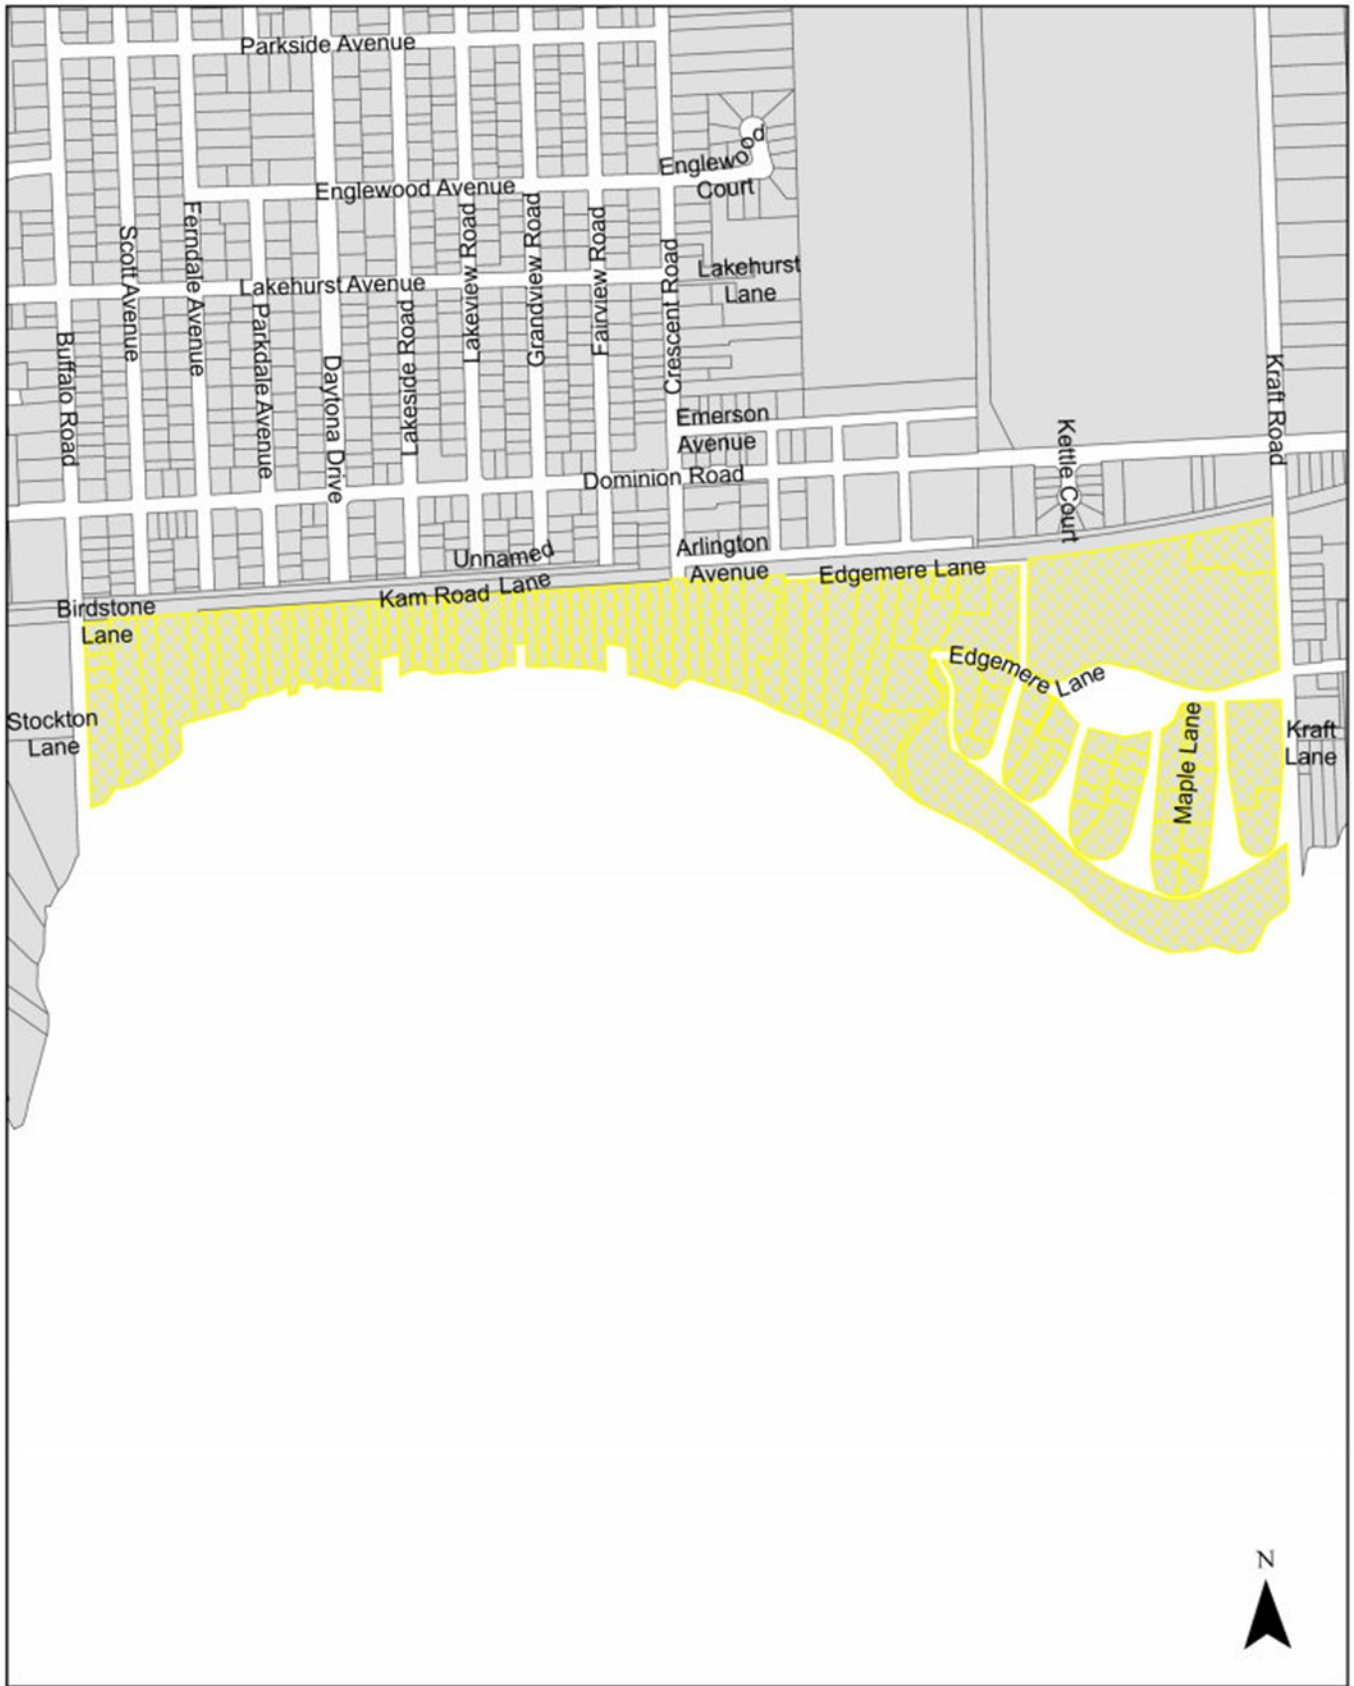 Parkside Avenue
Englewood
Court
Englewood Avenue
Scott Avenue
Ferndale Avenue
Lakeview Road
Grandview Road
Fairview Road
Crescent Road
Lakehurst
Lane
Lakehurst Avenue
Buffalo Road
Parkdale Avenue
Daytona Drive
Lakeside Road
Kraft Road
Emerson
Avenue
Kettle Court
Dominion Road
Arlington
Avenue
Unnamed
Lane
Kam Road
Edgemere Lane
Birdstone
Lane
Edgemere Lane
Stockton
Lane
Maple Lane
Kraft
Lane
N